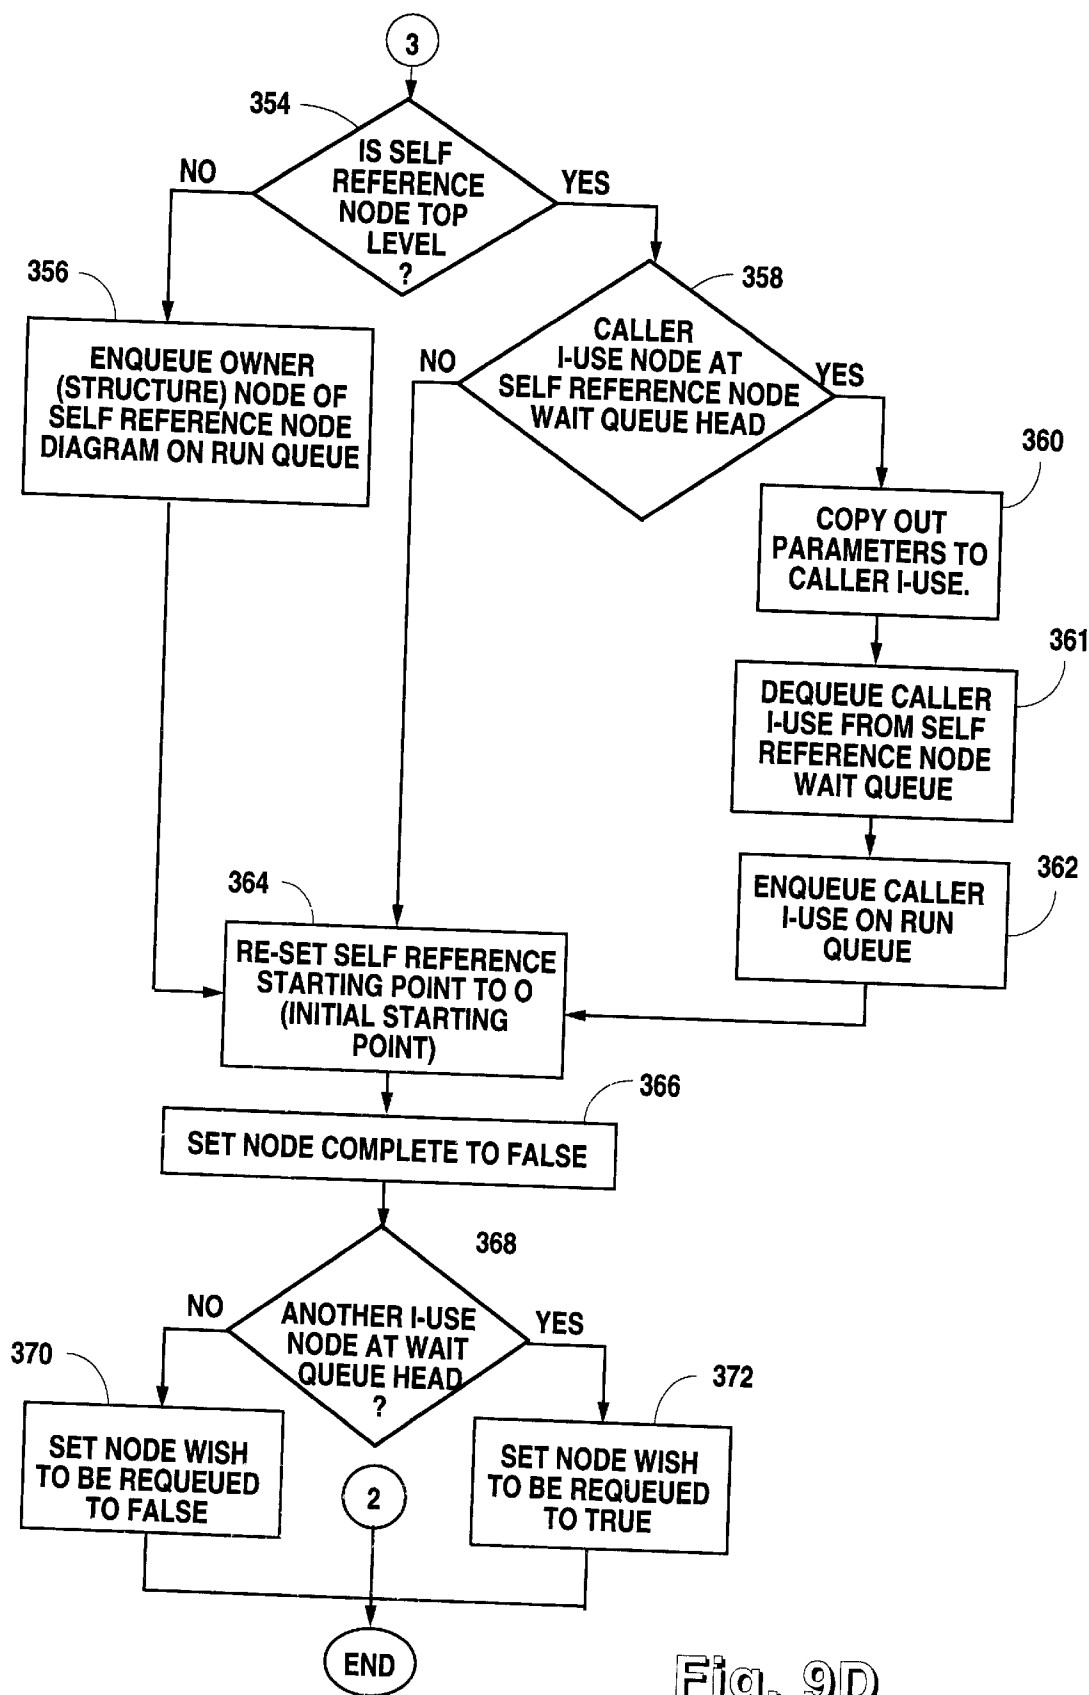 3
354
IS SELF
REFERENCE
NODE TOP
LEVEL
?
NO
YES
356
ENQUEUE OWNER
(STRUCTURE) NODE OF
SELF REFERENCE NODE
DIAGRAM ON RUN QUEUE
358
CALLER
I-USE NODE AT
SELF REFERENCE NODE
WAIT QUEUE HEAD
NO
YES
360
COPY OUT
PARAMETERS TO
CALLER I-USE.
361
DEQUEUE CALLER
I-USE FROM SELF
REFERENCE NODE
WAIT QUEUE
362
ENQUEUE CALLER
I-USE ON RUN
QUEUE
364
RE-SET SELF REFERENCE
STARTING POINT TO O
(INITIAL STARTING
POINT)
366
SET NODE COMPLETE TO FALSE
368
ANOTHER I-USE
NODE AT WAIT
QUEUE HEAD
?
NO
YES
370
SET NODE WISH
TO BE REQUEUED
TO FALSE
372
SET NODE WISH
TO BE REQUEUED
TO TRUE
2
END
Fig. 9D